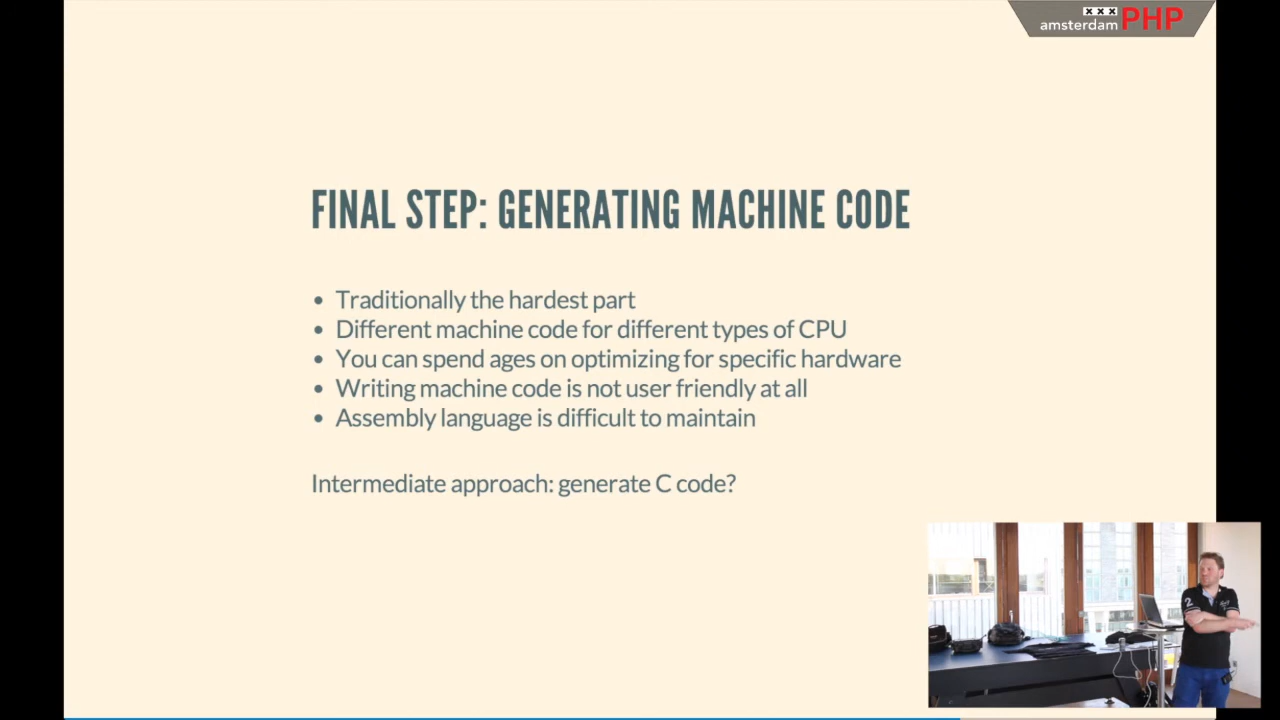 xxx
amsterdam PHP
FINAL STEP: GENERATING MACHINE CODE
• Traditionally the hardest part
• Different machine code for different types of CPU
• You can spend ages on optimizing for specific hardware
• Writing machine code is not user friendly at all
• Assembly language is difficult to maintain
Intermediate approach: generate C code?
2